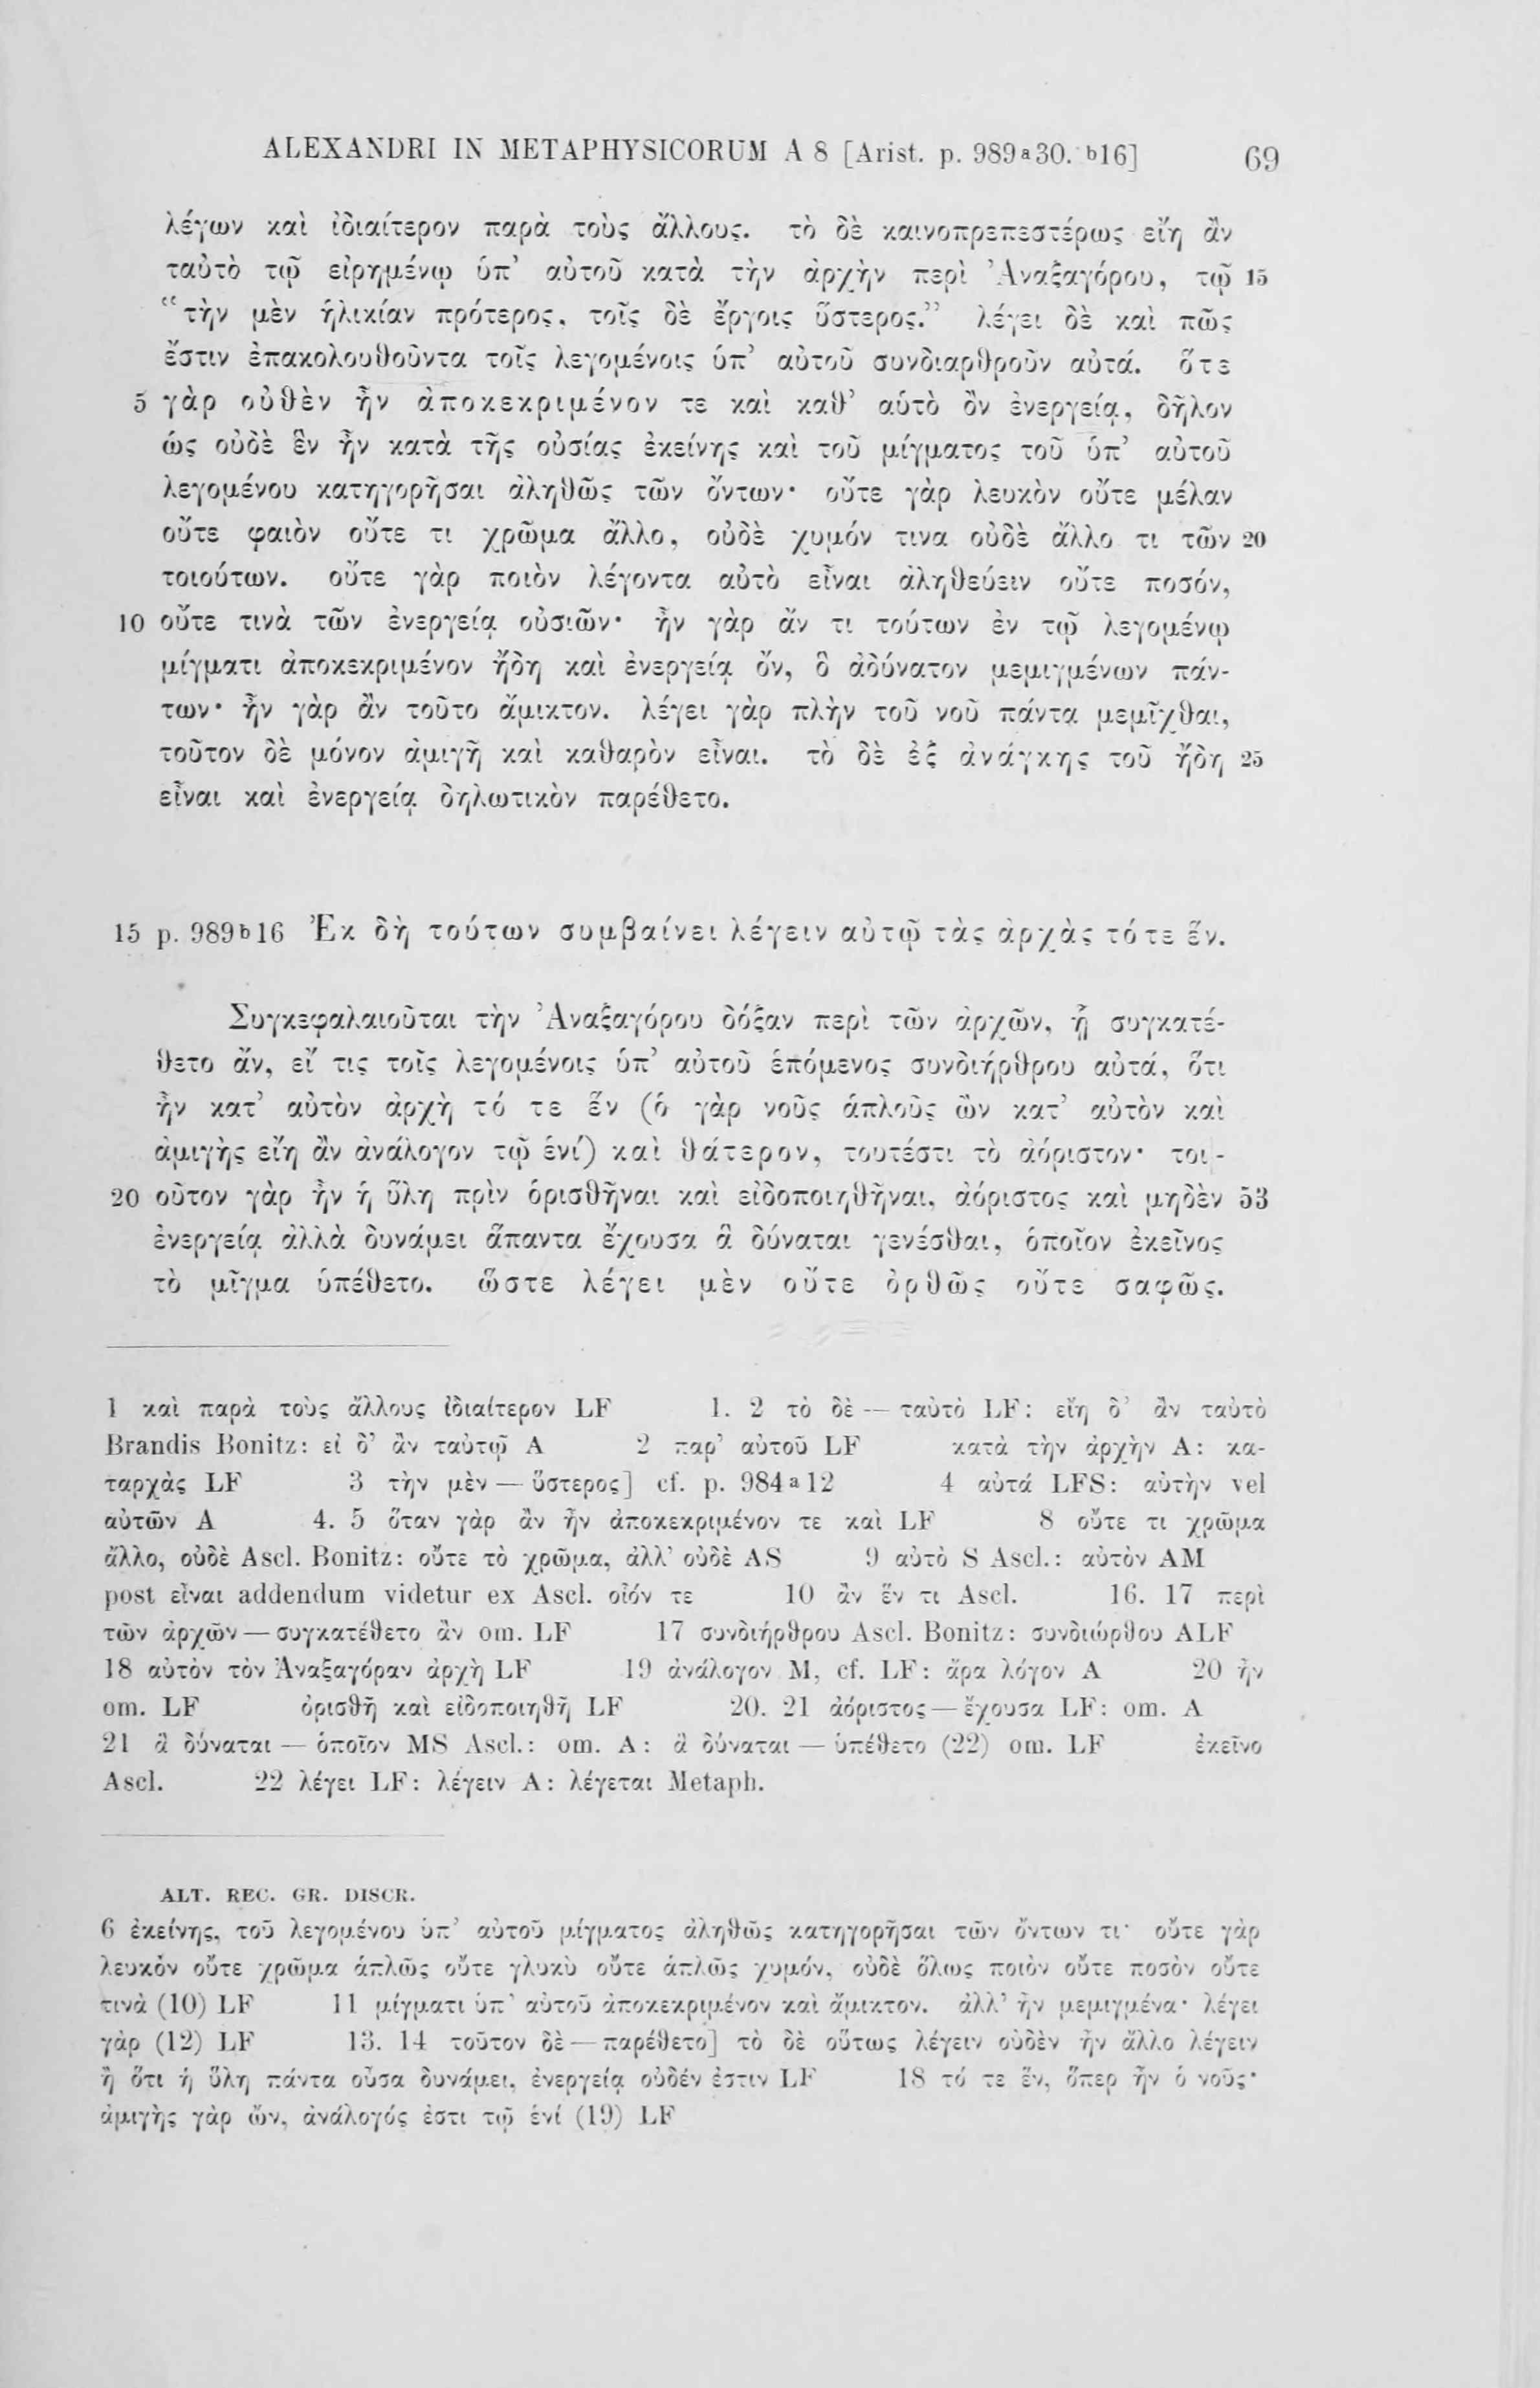 ALEXANDRI IN METAPHYSICORUM A 8 [Arist. p. 989ᵃ30. ᵇ16] 69
λέγων καὶ ἰδιαίτερον παρὰ τοὺς ἄλλους. τὸ δὲ καινοπρεπεστέρως εἴη ἂν
ταὐτὸ τῷ εἰρημένῳ ὑπ’ αὐτοῦ κατὰ τὴν ἀρχὴν περὶ Ἀναξαγόρου, τῷ 15
“τὴν μὲν ἡλικίαν πρότερος, τοῖς δὲ ἔργοις ὕστερος.” λέγει δὲ καὶ πῶς
ἔστιν ἐπακολουθοῦντα τοῖς λεγομένοις ὑπ’ αὐτοῦ συνδιαρθροῦν αὐτά. ὅτε
5 γὰρ οὐθὲν ἦν ἀποκεκριμένον τε καὶ καθ’ αὑτὸ ὂν ἐνεργείᾳ, δῆλον
ὡς οὐδὲ ἓν ἦν κατὰ τῆς οὐσίας ἐκείνης καὶ τοῦ μίγματος τοῦ ὑπ’ αὐτοῦ
λεγομένου κατηγορῆσαι ἀληθῶς τῶν ὄντων· οὔτε γὰρ λευκὸν οὔτε μέλαν
οὔτε φαιὸν οὔτε τι χρῶμα ἄλλο, οὐδὲ χυμόν τινα οὐδὲ ἄλλο τι τῶν 20
τοιούτων. οὔτε γὰρ ποιὸν λέγοντα αὐτὸ εἶναι ἀληθεύειν οὔτε ποσόν,
10 οὔτε τινὰ τῶν ἐνεργείᾳ οὐσιῶν· ἦν γὰρ ἄν τι τούτων ἐν τῷ λεγομένῳ
μίγματι ἀποκεκριμένον ἤδη καὶ ἐνεργείᾳ ὄν, ὃ ἀδύνατον μεμιγμένων πάν-
των· ἦν γὰρ ἂν τοῦτο ἄμικτον. λέγει γὰρ πλὴν τοῦ νοῦ πάντα μεμῖχθαι,
τοῦτον δὲ μόνον ἀμιγῆ καὶ καθαρὸν εἶναι. τὸ δὲ ἐξ ἀνάγκης τοῦ ἤδη 25
εἶναι καὶ ἐνεργείᾳ δηλωτικὸν παρέθετο.
15 p. 989ᵇ16 Ἐκ δὴ τούτων συμβαίνει λέγειν αὐτῷ τὰς ἀρχὰς τό τε ἕν.
Συγκεφαλαιοῦται τὴν Ἀναξαγόρου δόξαν περὶ τῶν ἀρχῶν, ᾗ συγκατέ-
θετο ἄν, εἴ τις τοῖς λεγομένοις ὑπ’ αὐτοῦ ἑπόμενος συνδιήρθρου αὐτά, ὅτι
ἦν κατ’ αὐτὸν ἀρχὴ τό τε ἕν (ὁ γὰρ νοῦς ἁπλοῦς ὢν κατ’ αὐτὸν καὶ
ἀμιγὴς εἴη ἂν ἀνάλογον τῷ ἑνί) καὶ θάτερον, τουτέστι τὸ ἀόριστον· τοι-
20 οῦτον γὰρ ἦν ἡ ὕλη πρὶν ὁρισθῆναι καὶ εἰδοποιηθῆναι, ἀόριστος καὶ μηδὲν 53
ἐνεργείᾳ ἀλλὰ δυνάμει ἅπαντα ἔχουσα ἃ δύναται γενέσθαι, ὁποῖον ἐκεῖνος
τὸ μῖγμα ὑπέθετο. ὥστε λέγει μὲν οὔτε ὀρθῶς οὔτε σαφῶς.
1 καὶ παρὰ τοὺς ἄλλους ἰδιαίτερον LF 1. 2 τὸ δὲ — ταὐτὸ LF: εἴη δ’ ἂν ταὐτὸ
Brandis Bonitz: εἰ δ’ ἂν ταὐτῷ A 2 παρ’ αὐτοῦ LF κατὰ τὴν ἀρχὴν A: κα-
ταρχὰς LF 3 τὴν μὲν — ὕστερος] cf. p. 984ᵃ12 4 αὐτά LFS: αὐτὴν vel
αὐτῶν A 4. 5 ὅταν γὰρ ἂν ἦν ἀποκεκριμένον τε καὶ LF 8 οὔτε τι χρῶμα
ἄλλο, οὐδὲ Ascl. Bonitz: οὔτε τὸ χρῶμα, ἀλλ’ οὐδὲ AS 9 αὐτὸ S Ascl.: αὐτὸν AM
post εἶναι addendum videtur ex Ascl. οἷόν τε 10 ἂν ἕν τι Ascl. 16. 17 περὶ
τῶν ἀρχῶν — συγκατέθετο ἂν om. LF 17 συνδιήρθρου Ascl. Bonitz: συνδιώρθου ALF
18 αὐτὸν τὸν Ἀναξαγόραν ἀρχὴ LF 19 ἀνάλογον M, cf. LF: ἄρα λόγον A 20 ἦν
om. LF ὁρισθῇ καὶ εἰδοποιηθῇ LF 20. 21 ἀόριστος — ἔχουσα LF: om. A
21 ἃ δύναται — ὁποῖον MS Ascl.: om. A: ἃ δύναται — ὑπέθετο (22) om. LF ἐκεῖνο
Ascl. 22 λέγει LF: λέγειν A: λέγεται Metaph.
ALT. REC. GR. DISCR.
6 ἐκείνης, τοῦ λεγομένου ὑπ’ αὐτοῦ μίγματος ἀληθῶς κατηγορῆσαι τῶν ὄντων τι· οὔτε γὰρ
λευκὸν οὔτε χρῶμα ἁπλῶς οὔτε γλυκὺ οὔτε ἁπλῶς χυμόν, οὐδὲ ὅλως ποιὸν οὔτε ποσὸν οὔτε
τινὰ (10) LF 11 μίγματι ὑπ’ αὐτοῦ ἀποκεκριμένον καὶ ἄμικτον. ἀλλ’ ἦν μεμιγμένα· λέγει
γὰρ (12) LF 13. 14 τοῦτον δὲ — παρέθετο] τὸ δὲ οὕτως λέγειν οὐδὲν ἦν ἄλλο λέγειν
ἢ ὅτι ἡ ὕλη πάντα οὖσα δυνάμει, ἐνεργείᾳ οὐδέν ἐστιν LF 18 τό τε ἕν, ὅπερ ἦν ὁ νοῦς·
ἀμιγὴς γὰρ ὤν, ἀνάλογός ἐστι τῷ ἑνί (19) LF